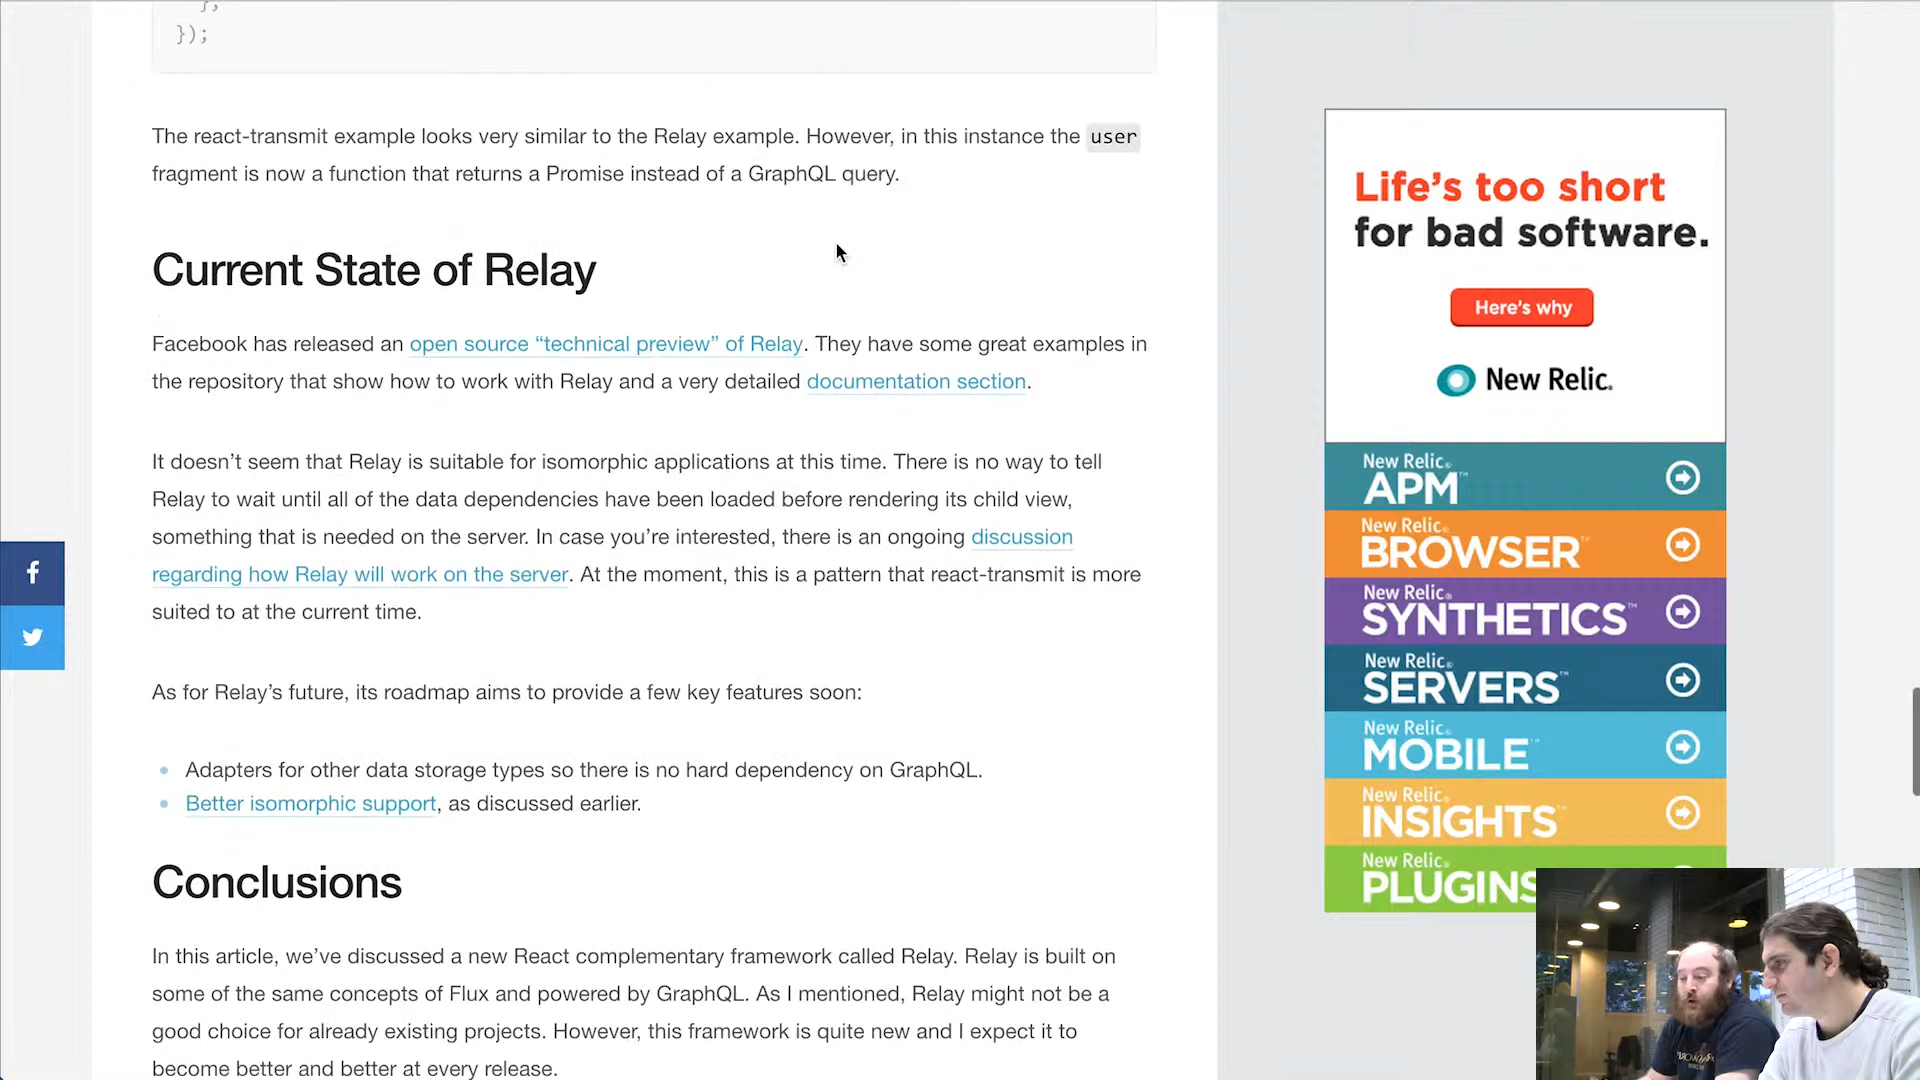 });
The react-transmit example looks very similar to the Relay example. However, in this instance the user
fragment is now a function that returns a Promise instead of a GraphQL query.
Current State of Relay
Facebook has released an open source “technical preview” of Relay. They have some great examples in
the repository that show how to work with Relay and a very detailed documentation section.
It doesn’t seem that Relay is suitable for isomorphic applications at this time. There is no way to tell
Relay to wait until all of the data dependencies have been loaded before rendering its child view,
something that is needed on the server. In case you’re interested, there is an ongoing discussion
regarding how Relay will work on the server. At the moment, this is a pattern that react-transmit is more
suited to at the current time.
As for Relay’s future, its roadmap aims to provide a few key features soon:
• Adapters for other data storage types so there is no hard dependency on GraphQL.
• Better isomorphic support, as discussed earlier.
Conclusions
In this article, we’ve discussed a new React complementary framework called Relay. Relay is built on
some of the same concepts of Flux and powered by GraphQL. As I mentioned, Relay might not be a
good choice for already existing projects. However, this framework is quite new and I expect it to
become better and better at every release.
Life’s too short
for bad software.
Here’s why
New Relic.
New Relic®
APM™
New Relic®
BROWSER™
New Relic®
SYNTHETICS™
New Relic®
SERVERS™
New Relic®
MOBILE™
New Relic®
INSIGHTS™
New Relic®
PLUGINS